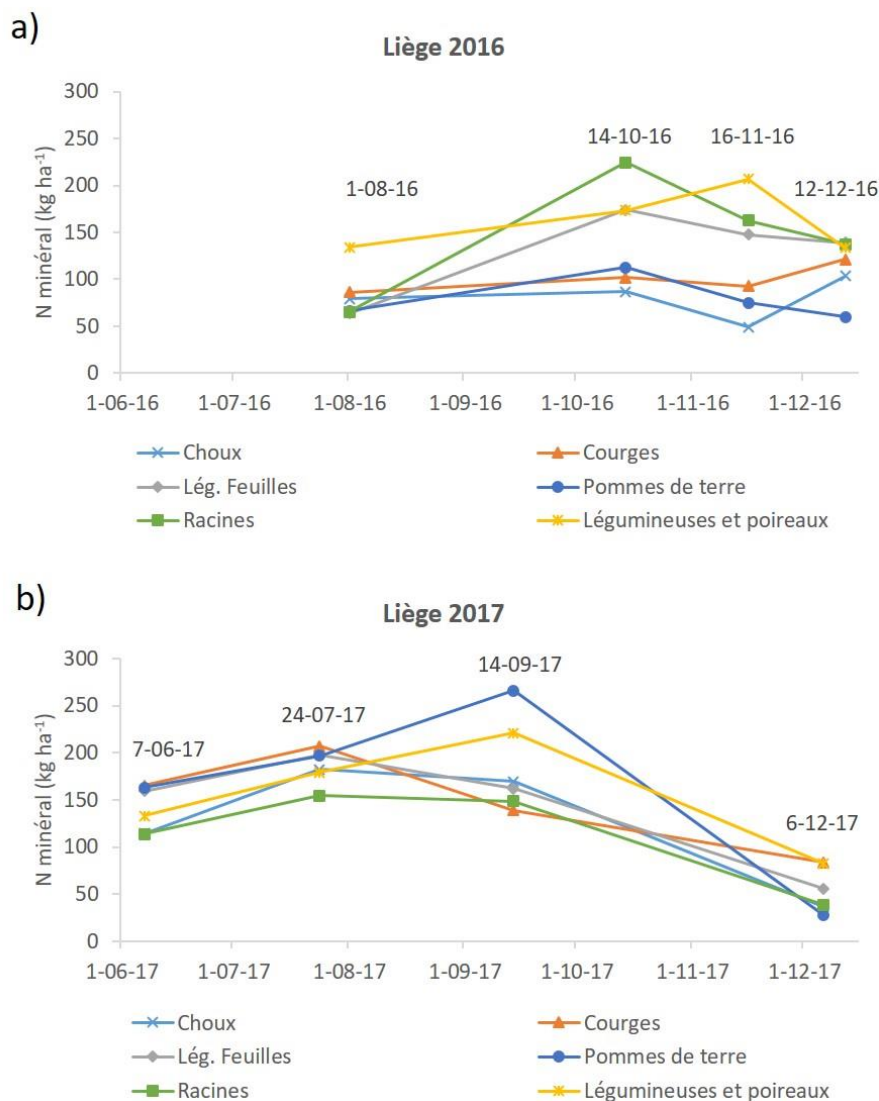 a)
Liège 2016
N minéral (kg ha⁻¹)
300
250
200
150
100
50
0
1-08-16
14-10-16
16-11-16
12-12-16
1-06-16 1-07-16 1-08-16 1-09-16 1-10-16 1-11-16 1-12-16
Choux Courges
Lég. Feuilles Pommes de terre
Racines Légumineuses et poireaux
b)
Liège 2017
N minéral (kg ha⁻¹)
300
250
200
150
100
50
0
7-06-17
24-07-17
14-09-17
6-12-17
1-06-17 1-07-17 1-08-17 1-09-17 1-10-17 1-11-17 1-12-17
Choux Courges
Lég. Feuilles Pommes de terre
Racines Légumineuses et poireaux